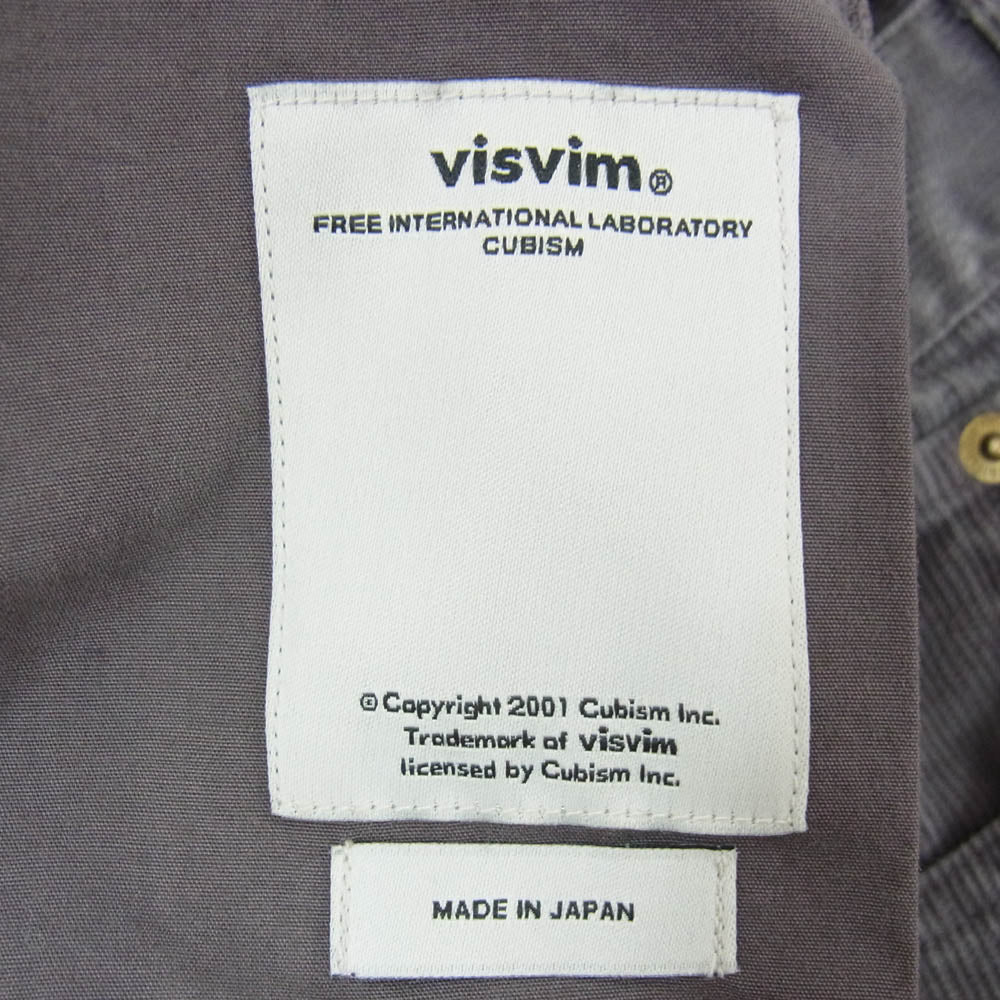 visvim®
FREE INTERNATIONAL LABORATORY
CUBISM
© Copyright 2001 Cubism Inc.
Trademark of visvim
licensed by Cubism Inc.
MADE IN JAPAN